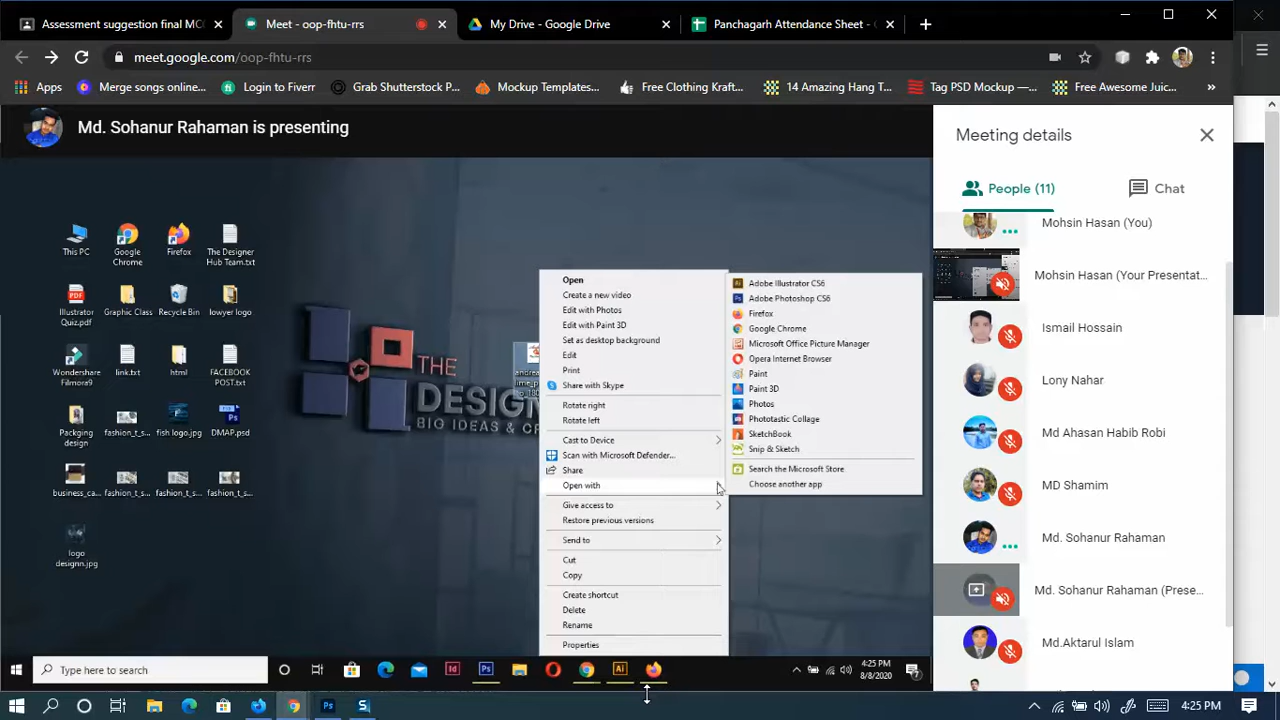 Assessment suggestion final MC
Meet - oop-fhtu-rrs
My Drive - Google Drive
Panchagarh Attendance Sheet -
meet.google.com/oop-fhtu-rrs
Apps
Merge songs online...
Login to Fiverr
Grab Shutterstock P...
Mockup Templates...
Free Clothing Kraft...
14 Amazing Hang T...
Tag PSD Mockup –...
Free Awesome Juic...
Md. Sohanur Rahaman is presenting
Meeting details
People (11)
Chat
Mohsin Hasan (You)
Mohsin Hasan (Your Presentat...
Ismail Hossain
Lony Nahar
Md Ahasan Habib Robi
MD Shamim
Md. Sohanur Rahaman
Md. Sohanur Rahaman (Prese...
Md.Aktarul Islam
This PC
Google Chrome
Firefox
The Designer Hub Team.txt
Illustrator Quiz.pdf
Graphic Class
Recycle Bin
lowyer logo
Wondershare Filmora9
link.txt
html
FACEBOOK POST.txt
Packging design
fashion_t_s...
fish logo.psd
DMAP.psd
business_ca...
fashion_t_s...
fashion_t_s...
fashion_t_s...
logo designn.jpg
THE
DESIGN
BIG IDEAS & CR
Open
Create a new video
Edit with Photos
Edit with Paint 3D
Set as desktop background
Edit
Print
Share with Skype
Rotate right
Rotate left
Cast to Device
Scan with Microsoft Defender...
Share
Open with
Give access to
Restore previous versions
Send to
Cut
Copy
Create shortcut
Delete
Rename
Properties
Adobe Illustrator CS6
Adobe Photoshop CS6
Firefox
Google Chrome
Microsoft Office Picture Manager
Opera Internet Browser
Paint
Paint 3D
Photos
Phototastic Collage
SketchBook
Snip & Sketch
Search the Microsoft Store
Choose another app
Type here to search
4:25 PM
8/8/2020
4:25 PM